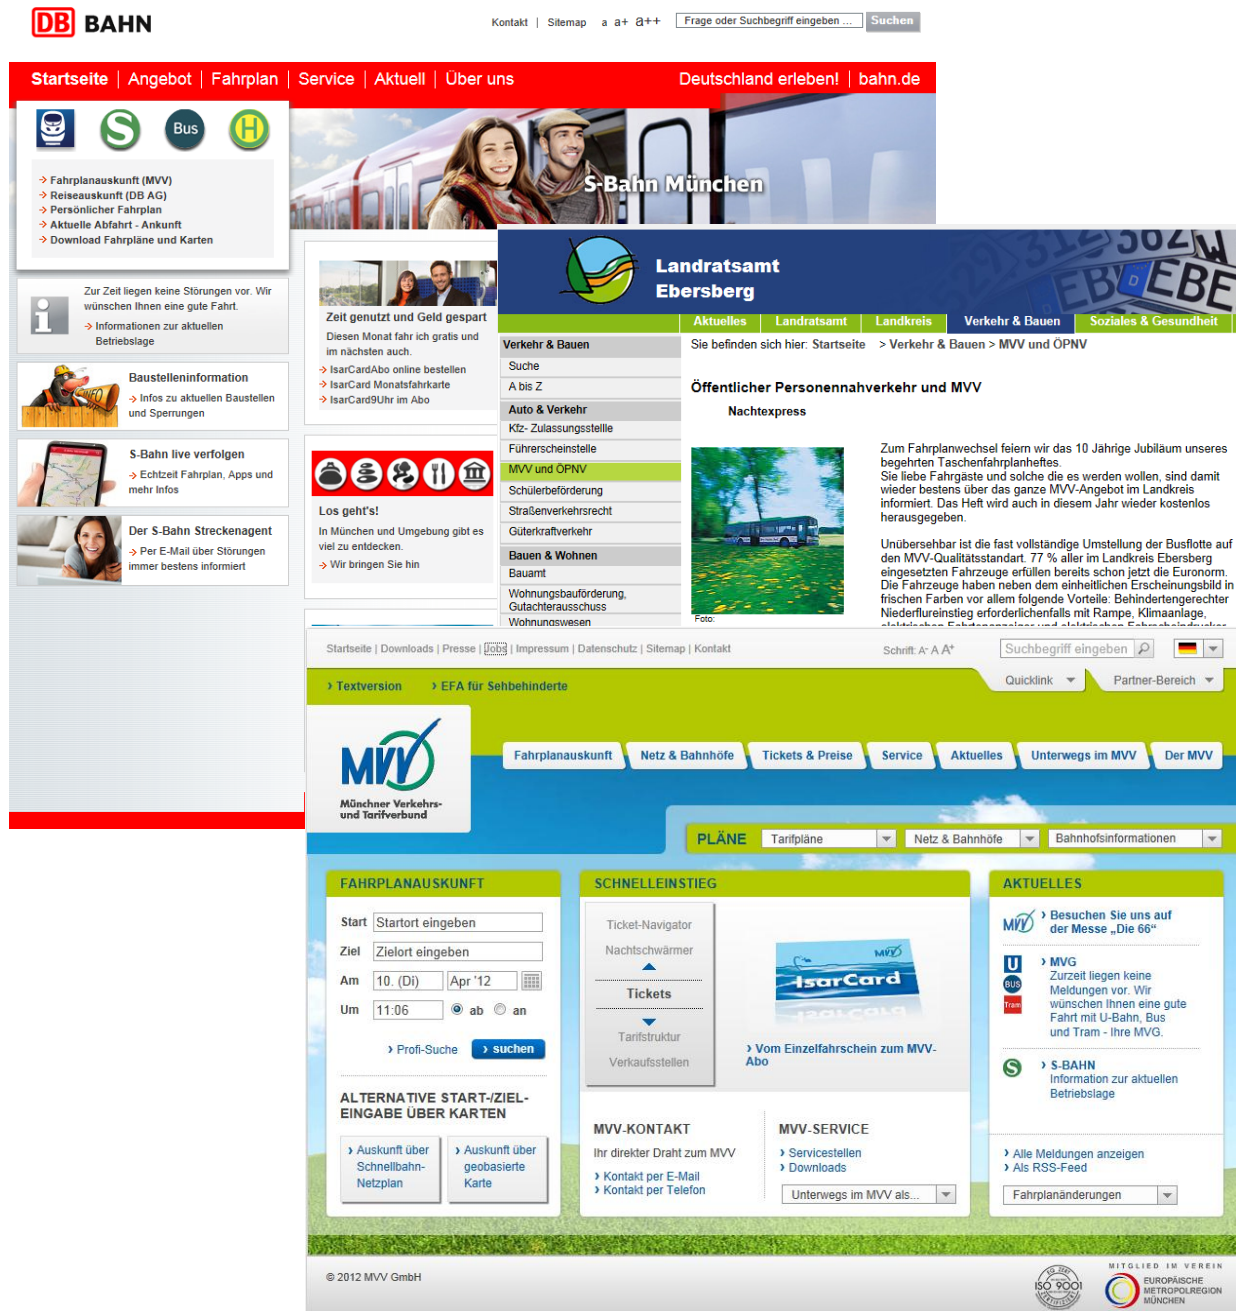 DB BAHN
Kontakt | Sitemap a a+ a++ Frage oder Suchbegriff eingeben ... Suchen
Startseite | Angebot | Fahrplan | Service | Aktuell | Über uns
Deutschland erleben! | bahn.de
S Bus H
S-Bahn München
Fahrplanauskunft (MVV)
Reiseauskunft (DB AG)
Persönlicher Fahrplan
Aktuelle Abfahrt - Ankunft
Download Fahrpläne und Karten
Zur Zeit liegen keine Störungen vor. Wir
wünschen Ihnen eine gute Fahrt.
Informationen zur aktuellen
Betriebslage
Baustelleninformation
Infos zu aktuellen Baustellen
und Sperrungen
S-Bahn live verfolgen
Echtzeit Fahrplan, Apps und
mehr Infos
Der S-Bahn Streckenagent
Per E-Mail über Störungen
immer bestens informiert
Zeit genutzt und Geld gespart
Diesen Monat fahr ich gratis und
im nächsten auch.
IsarCardAbo online bestellen
IsarCard Monatsfahrkarte
IsarCard9Uhr im Abo
Los geht's!
In München und Umgebung gibt es
viel zu entdecken.
Wir bringen Sie hin
Landratsamt
Ebersberg
Aktuelles Landratsamt Landkreis Verkehr & Bauen Soziales & Gesundheit
Verkehr & Bauen
Suche
A bis Z
Auto & Verkehr
Kfz- Zulassungsstellle
Führerscheinstelle
MVV und ÖPNV
Schülerbeförderung
Straßenverkehrsrecht
Güterkraftverkehr
Bauen & Wohnen
Bauamt
Wohnungsbauförderung,
Gutachterausschuss
Wohnungswesen
Sie befinden sich hier: Startseite > Verkehr & Bauen > MVV und ÖPNV
Öffentlicher Personennahverkehr und MVV
Nachtexpress
Foto:
Zum Fahrplanwechsel feiern wir das 10 Jährige Jubiläum unseres
begehrten Taschenfahrplanheftes.
Sie liebe Fahrgäste und solche die es werden wollen, sind damit
wieder bestens über das ganze MVV-Angebot im Landkreis
informiert. Das Heft wird auch in diesem Jahr wieder kostenlos
herausgegeben.
Unübersehbar ist die fast vollständige Umstellung der Busflotte auf
den MVV-Qualitätsstandart. 77 % aller im Landkreis Ebersberg
eingesetzten Fahrzeuge erfüllen bereits schon jetzt die Euronorm.
Die Fahrzeuge haben neben dem einheitlichen Erscheinungsbild in
frischen Farben vor allem folgende Vorteile: Behindertengerechter
Niederflureinstieg erforderlichenfalls mit Rampe, Klimaanlage,
Startseite | Downloads | Presse | Jobs | Impressum | Datenschutz | Sitemap | Kontakt
Schrift: A- A A+ Suchbegriff eingeben
› Textversion › EFA für Sehbehinderte
Quicklink Partner-Bereich
MVV
Münchner Verkehrs-
und Tarifverbund
Fahrplanauskunft Netz & Bahnhöfe Tickets & Preise Service Aktuelles Unterwegs im MVV Der MVV
PLÄNE Tarifpläne Netz & Bahnhöfe Bahnhofsinformationen
FAHRPLANAUSKUNFT
Start Startort eingeben
Ziel Zielort eingeben
Am 10. (Di) Apr '12
Um 11:06 ab an
› Profi-Suche › suchen
ALTERNATIVE START-/ZIEL-
EINGABE ÜBER KARTEN
› Auskunft über
Schnellbahn-
Netzplan
› Auskunft über
geobasierte
Karte
SCHNELLEINSTIEG
Ticket-Navigator
Nachtschwärmer
Tickets
Tarifstruktur
Verkaufsstellen
MVV
IsarCard
› Vom Einzelfahrschein zum MVV-
Abo
MVV-KONTAKT
Ihr direkter Draht zum MVV
› Kontakt per E-Mail
› Kontakt per Telefon
MVV-SERVICE
› Servicestellen
› Downloads
Unterwegs im MVV als...
AKTUELLES
MVV
› Besuchen Sie uns auf
der Messe „Die 66“
U
BUS
Tram
› MVG
Zurzeit liegen keine
Meldungen vor. Wir
wünschen Ihnen eine gute
Fahrt mit U-Bahn, Bus
und Tram - Ihre MVG.
S
› S-BAHN
Information zur aktuellen
Betriebslage
› Alle Meldungen anzeigen
› Als RSS-Feed
Fahrplanänderungen
© 2012 MVV GmbH
ISO 9001
MITGLIED IM VEREIN
EUROPÄISCHE
METROPOLREGION
MÜNCHEN